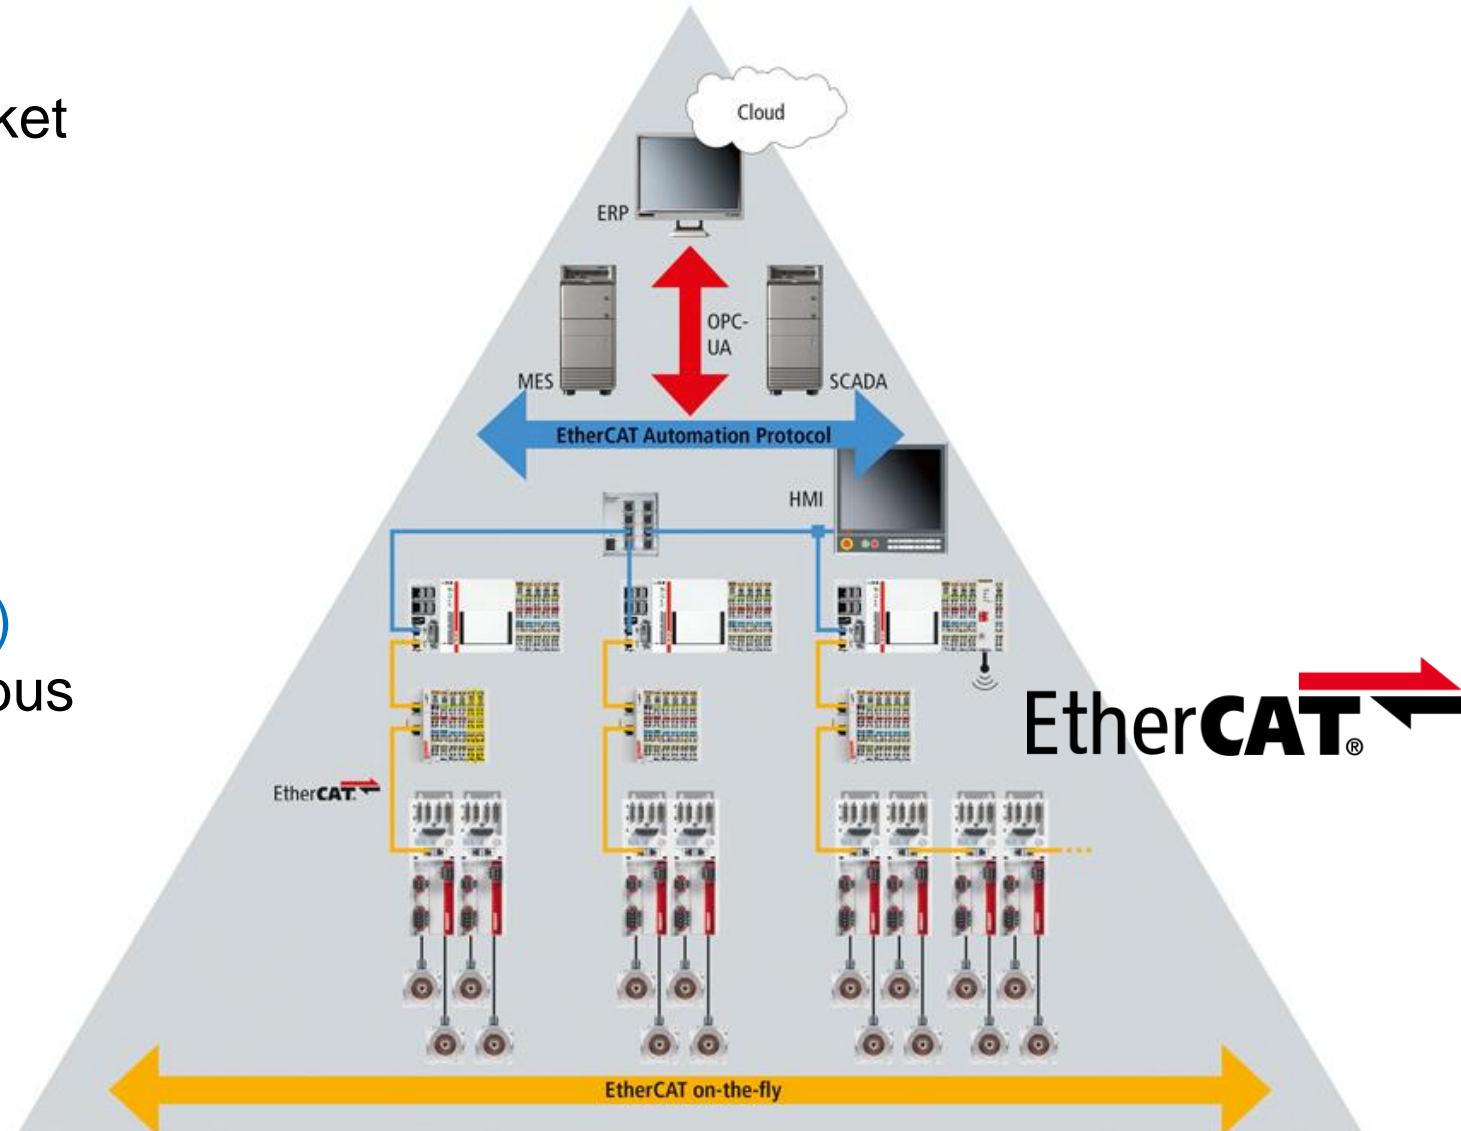 ket
)
ous
Cloud
ERP
OPC-
UA
MES
SCADA
EtherCAT Automation Protocol
HMI
EtherCAT®
EtherCAT
EtherCAT on-the-fly